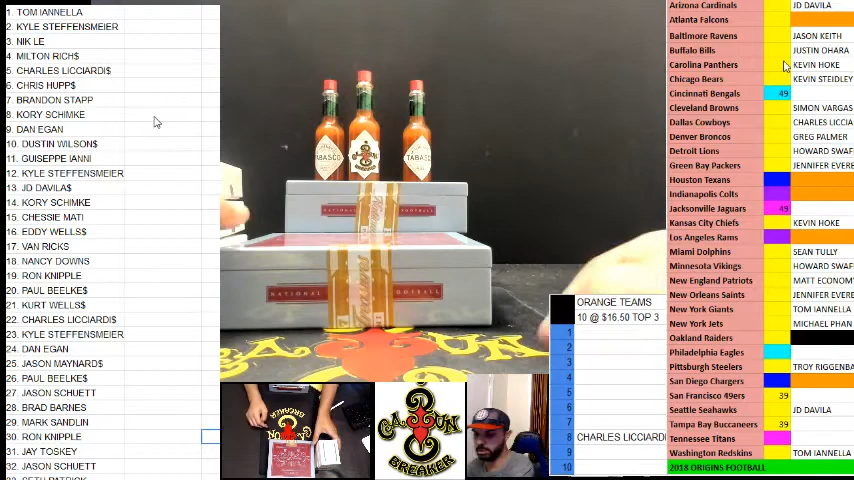 1. TOM IANNELLA
2. KYLE STEFFENSMEIER
3. NIK LE
4. MILTON RICH$
5. CHARLES LICCIARDI$
6. CHRIS HUPP$
7. BRANDON STAPP
8. KORY SCHIMKE
9. DAN EGAN
10. DUSTIN WILSON$
11. GUISEPPE IANNI
12. KYLE STEFFENSMEIER
13. JD DAVILA$
14. KORY SCHIMKE
15. CHESSIE MATI
16. EDDY WELLS$
17. VAN RICKS
18. NANCY DOWNS
19. RON KNIPPLE
20. PAUL BEELKE$
21. KURT WELLS$
22. CHARLES LICCIARDI$
23. KYLE STEFFENSMEIER
24. DAN EGAN
25. JASON MAYNARD$
26. PAUL BEELKE$
27. JASON SCHUETT
28. BRAD BARNES
29. MARK SANDLIN
30. RON KNIPPLE
31. JAY TOSKEY
32. JASON SCHUETT
TABASCO
CAJUN
TABAS
NATIONAL FOOTBALL
NATIONAL FOOTBALL
CAJUN
BREAKER
ORANGE TEAMS
10 @ $16.50 TOP 3
1
2
3
4
5
6
7
8 CHARLES LICCIARDI
9
10
Arizona Cardinals JD DAVILA
Atlanta Falcons
Baltimore Ravens JASON KEITH
Buffalo Bills JUSTIN OHARA
Carolina Panthers KEVIN HOKE
Chicago Bears KEVIN STEIDLEY
Cincinnati Bengals 49
Cleveland Browns SIMON VARGAS
Dallas Cowboys CHARLES LICCIA
Denver Broncos GREG PALMER
Detroit Lions HOWARD SWAF
Green Bay Packers JENNIFER EVERE
Houston Texans
Indianapolis Colts
Jacksonville Jaguars 49
Kansas City Chiefs KEVIN HOKE
Los Angeles Rams
Miami Dolphins SEAN TULLY
Minnesota Vikings HOWARD SWAF
New England Patriots MATT ECONOM
New Orleans Saints JENNIFER EVERE
New York Giants TOM IANNELLA
New York Jets MICHAEL PHAN
Oakland Raiders
Philadelphia Eagles
Pittsburgh Steelers TROY RIGGENBA
San Diego Chargers
San Francisco 49ers 39
Seattle Seahawks JD DAVILA
Tampa Bay Buccaneers 39
Tennessee Titans
Washington Redskins TOM IANNELLA
2018 ORIGINS FOOTBALL